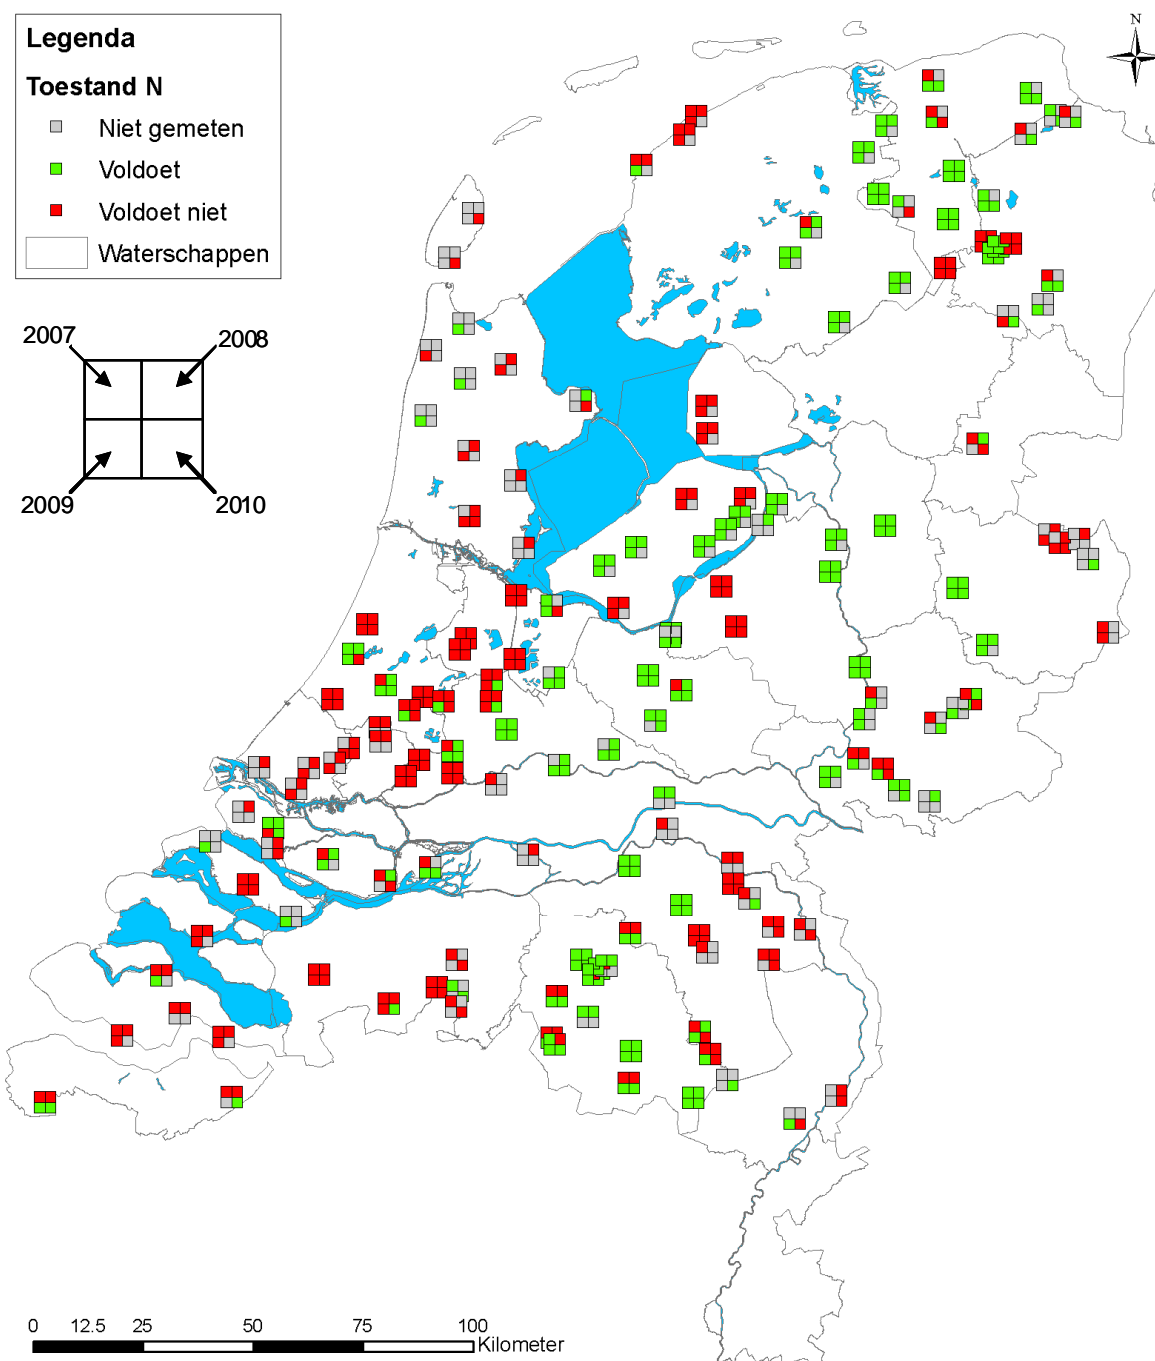 N
Legenda
Toestand N
Niet gemeten
Voldoet
Voldoet niet
Waterschappen
2007
2008
2009
2010
0 12.5 25 50 75 100
Kilometer